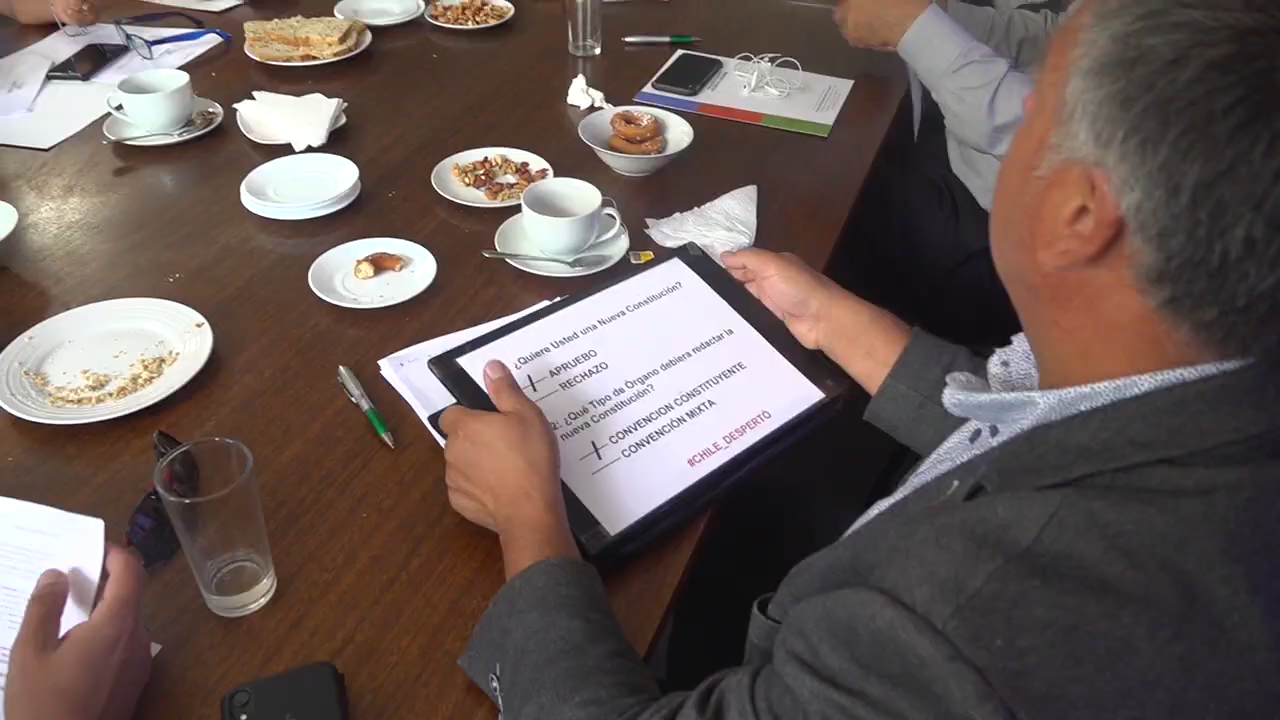 ¿Quiere Usted una Nueva Constitución?
APRUEBO
RECHAZO
2. ¿Qué Tipo de Órgano debiera redactar la
nueva Constitución?
CONVENCION CONSTITUYENTE
CONVENCIÓN MIXTA
#CHILE_DESPERTÓ